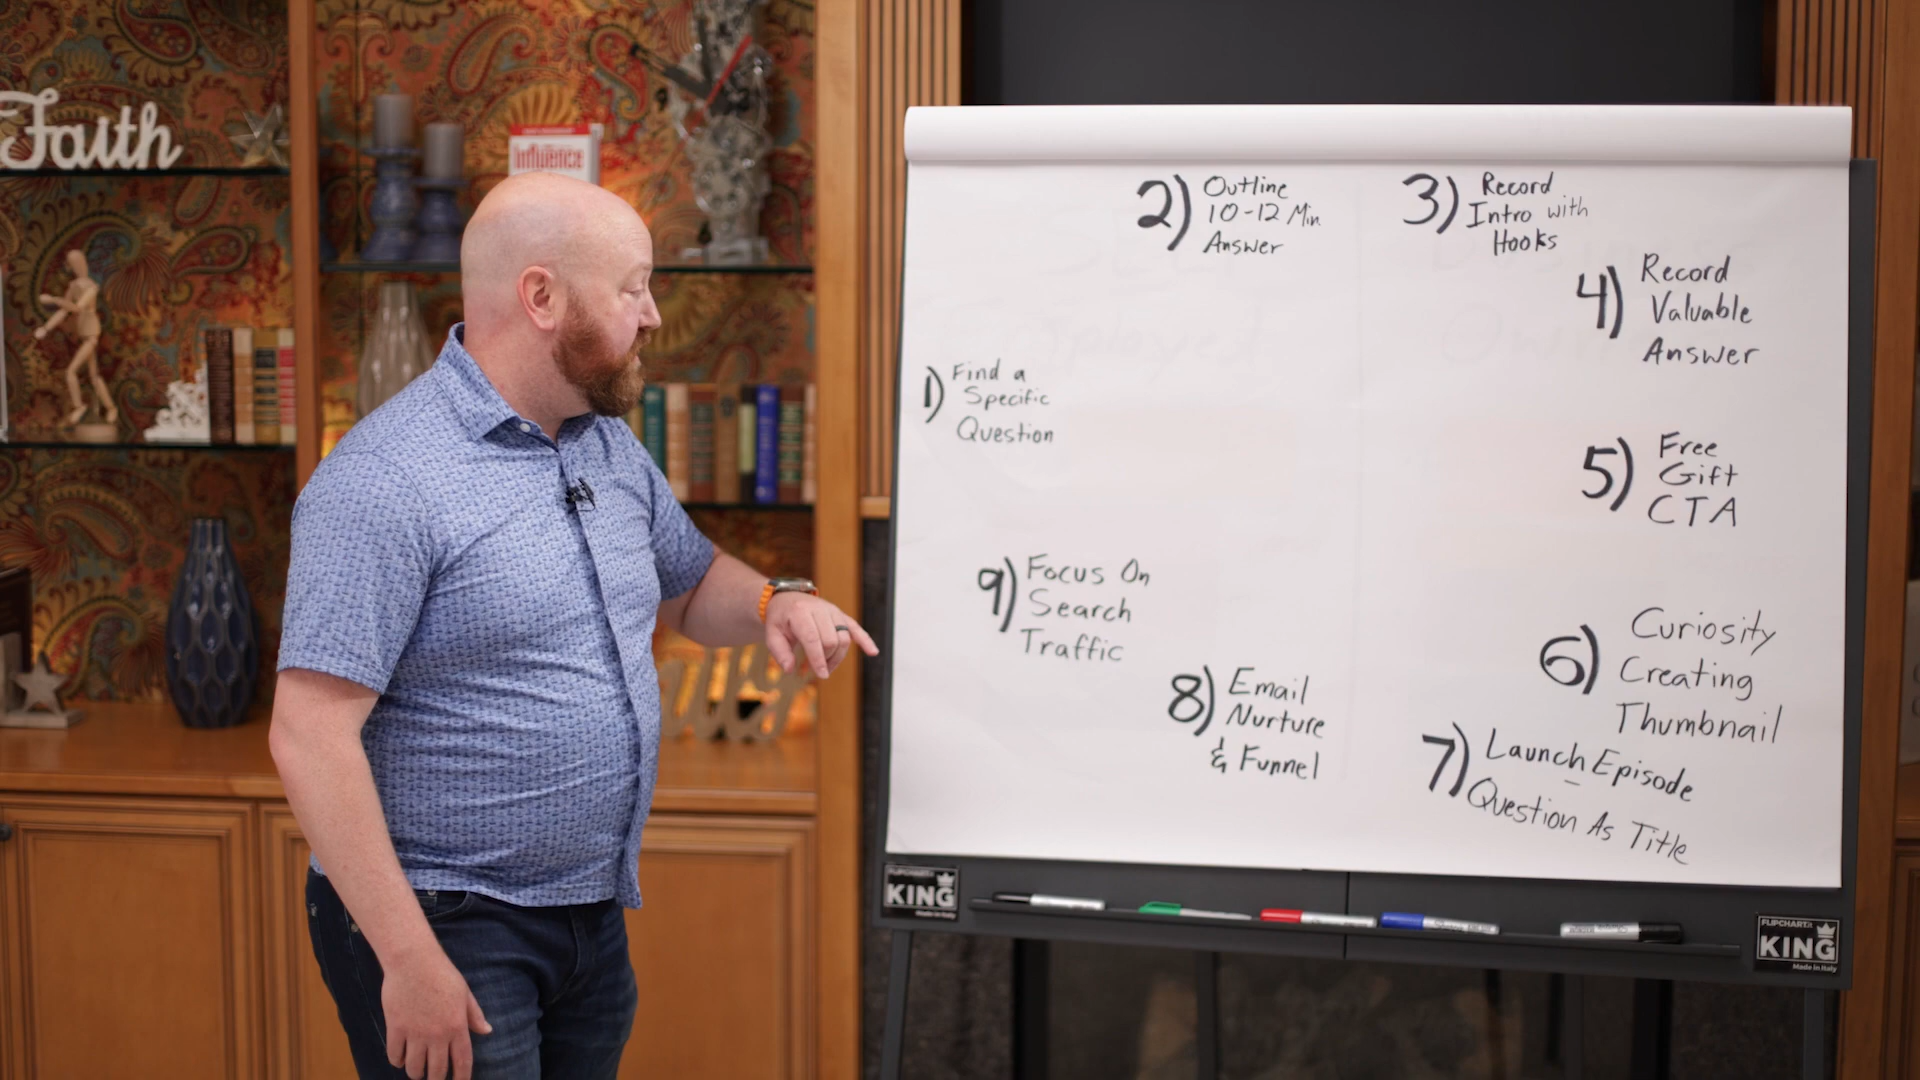 Faith
Influence
1) Find a
Specific
Question
2) Outline
10-12 Min.
Answer
3) Record
Intro with
Hooks
4) Record
Valuable
Answer
5) Free
Gift
CTA
6) Curiosity
Creating
Thumbnail
7) Launch Episode
Question As Title
8) Email
Nurture
& Funnel
9) Focus On
Search
Traffic
FLIPCHART
KING
Made in Italy
FLIPCHART
KING
Made in Italy